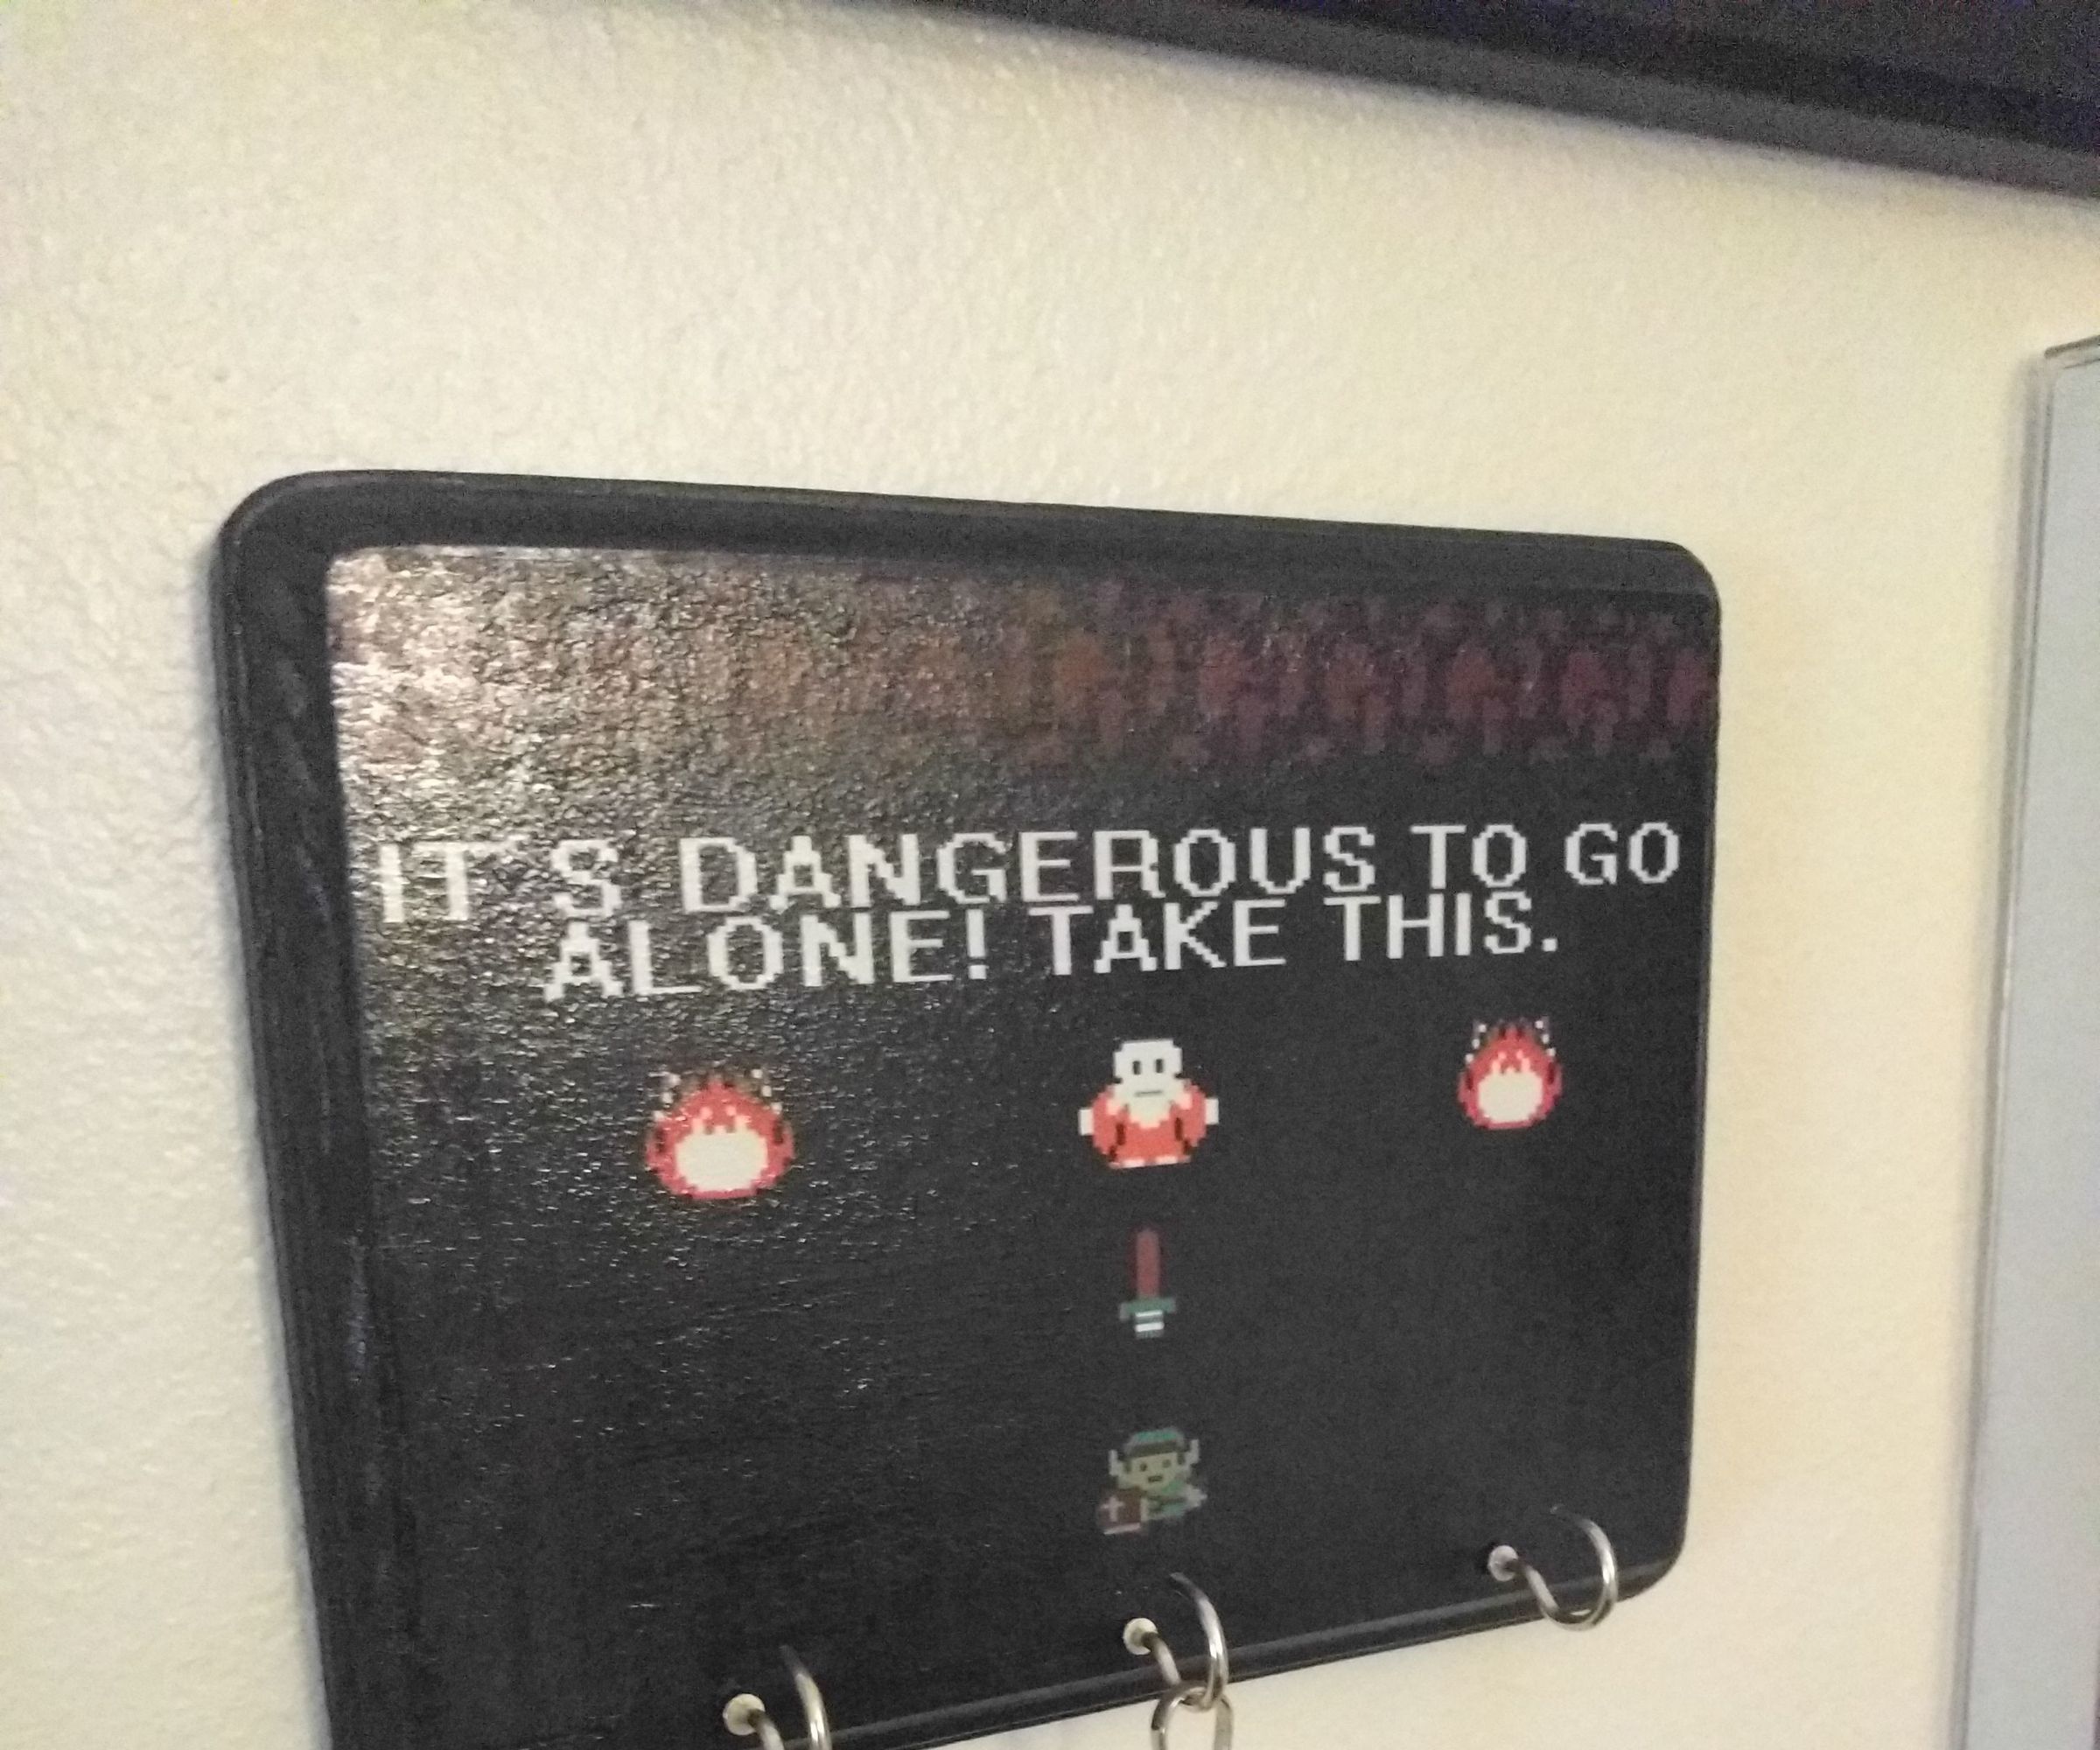 IT'S DANGEROUS TO GO
ALONE! TAKE THIS.